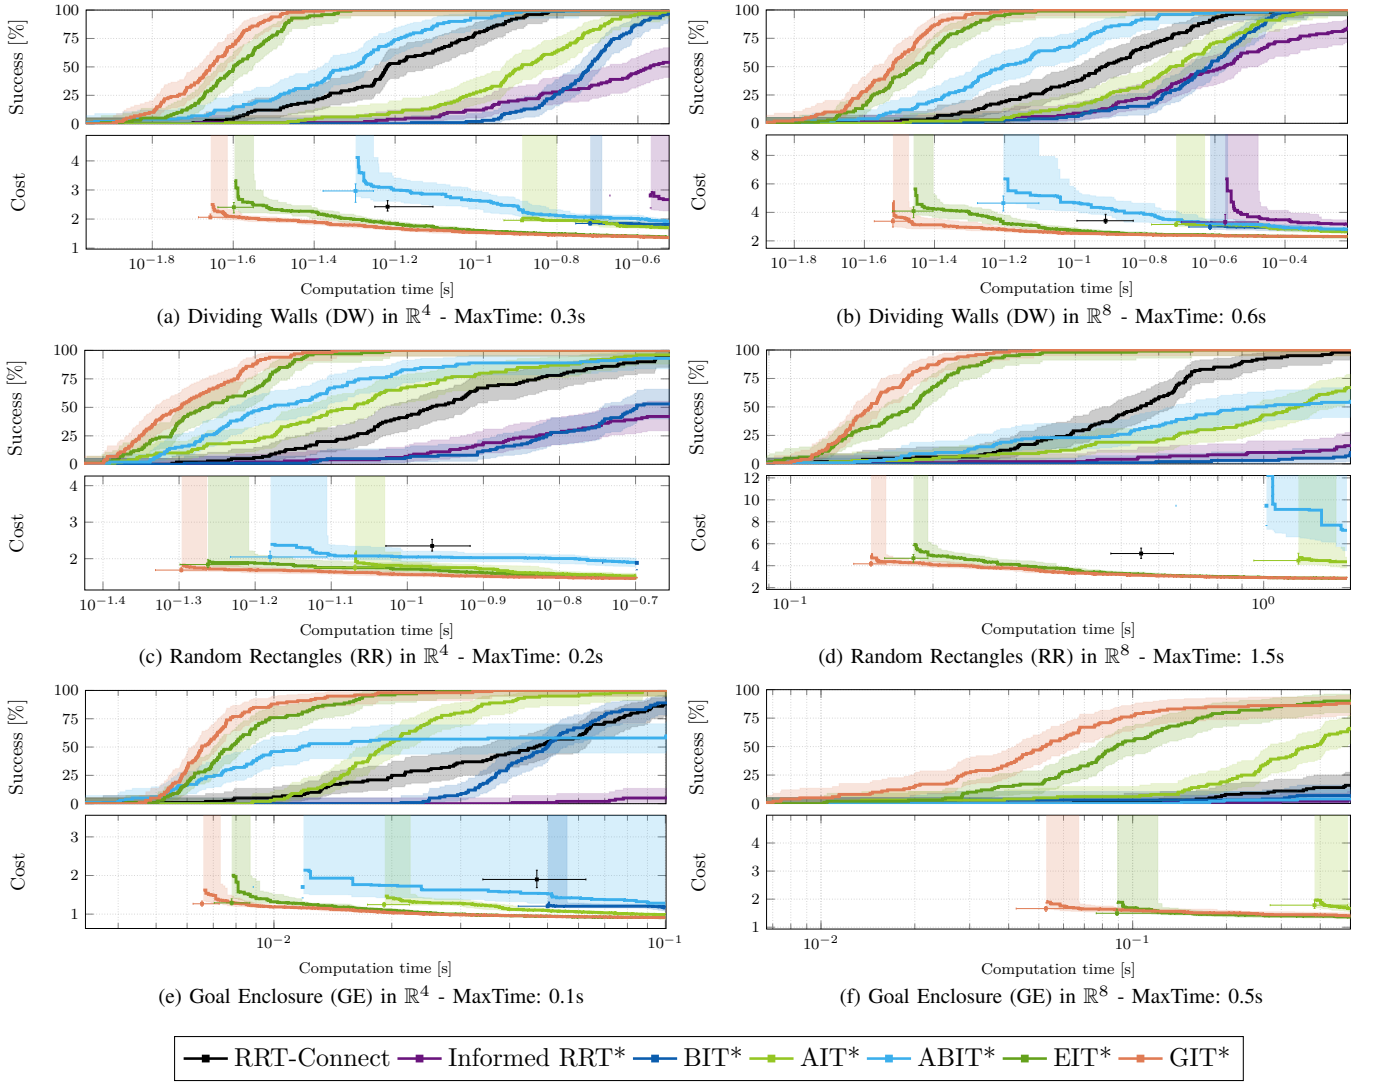 100
75
50
25
0
Success [%]
4
3
2
1
Cost
10^−1.8 10^−1.6 10^−1.4 10^−1.2 10^−1 10^−0.8 10^−0.6
Computation time [s]
(a) Dividing Walls (DW) in ℝ^4 - MaxTime: 0.3s
100
75
50
25
0
Success [%]
8
6
4
2
Cost
10^−1.8 10^−1.6 10^−1.4 10^−1.2 10^−1 10^−0.8 10^−0.6 10^−0.4
Computation time [s]
(b) Dividing Walls (DW) in ℝ^8 - MaxTime: 0.6s
100
75
50
25
0
Success [%]
4
3
2
Cost
10^−1.4 10^−1.3 10^−1.2 10^−1.1 10^−1 10^−0.9 10^−0.8 10^−0.7
Computation time [s]
(c) Random Rectangles (RR) in ℝ^4 - MaxTime: 0.2s
100
75
50
25
0
Success [%]
12
10
8
6
4
2
Cost
10^−1 10^0
Computation time [s]
(d) Random Rectangles (RR) in ℝ^8 - MaxTime: 1.5s
100
75
50
25
0
Success [%]
3
2
1
Cost
10^−2 10^−1
Computation time [s]
(e) Goal Enclosure (GE) in ℝ^4 - MaxTime: 0.1s
100
75
50
25
0
Success [%]
4
3
2
1
Cost
10^−2 10^−1
Computation time [s]
(f) Goal Enclosure (GE) in ℝ^8 - MaxTime: 0.5s
RRT-Connect Informed RRT* BIT* AIT* ABIT* EIT* GIT*